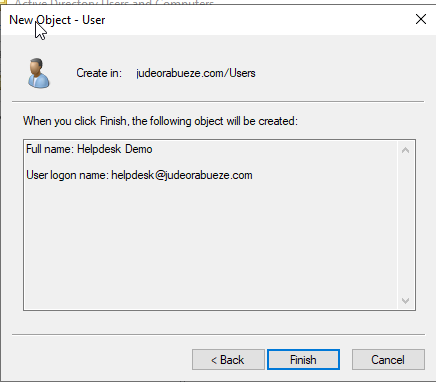 Active Directory Users and Computers
New Object - User
Create in: judeorabueze.com/Users
When you click Finish, the following object will be created:
Full name: Helpdesk Demo
User logon name: helpdesk@judeorabueze.com
< Back
Finish
Cancel